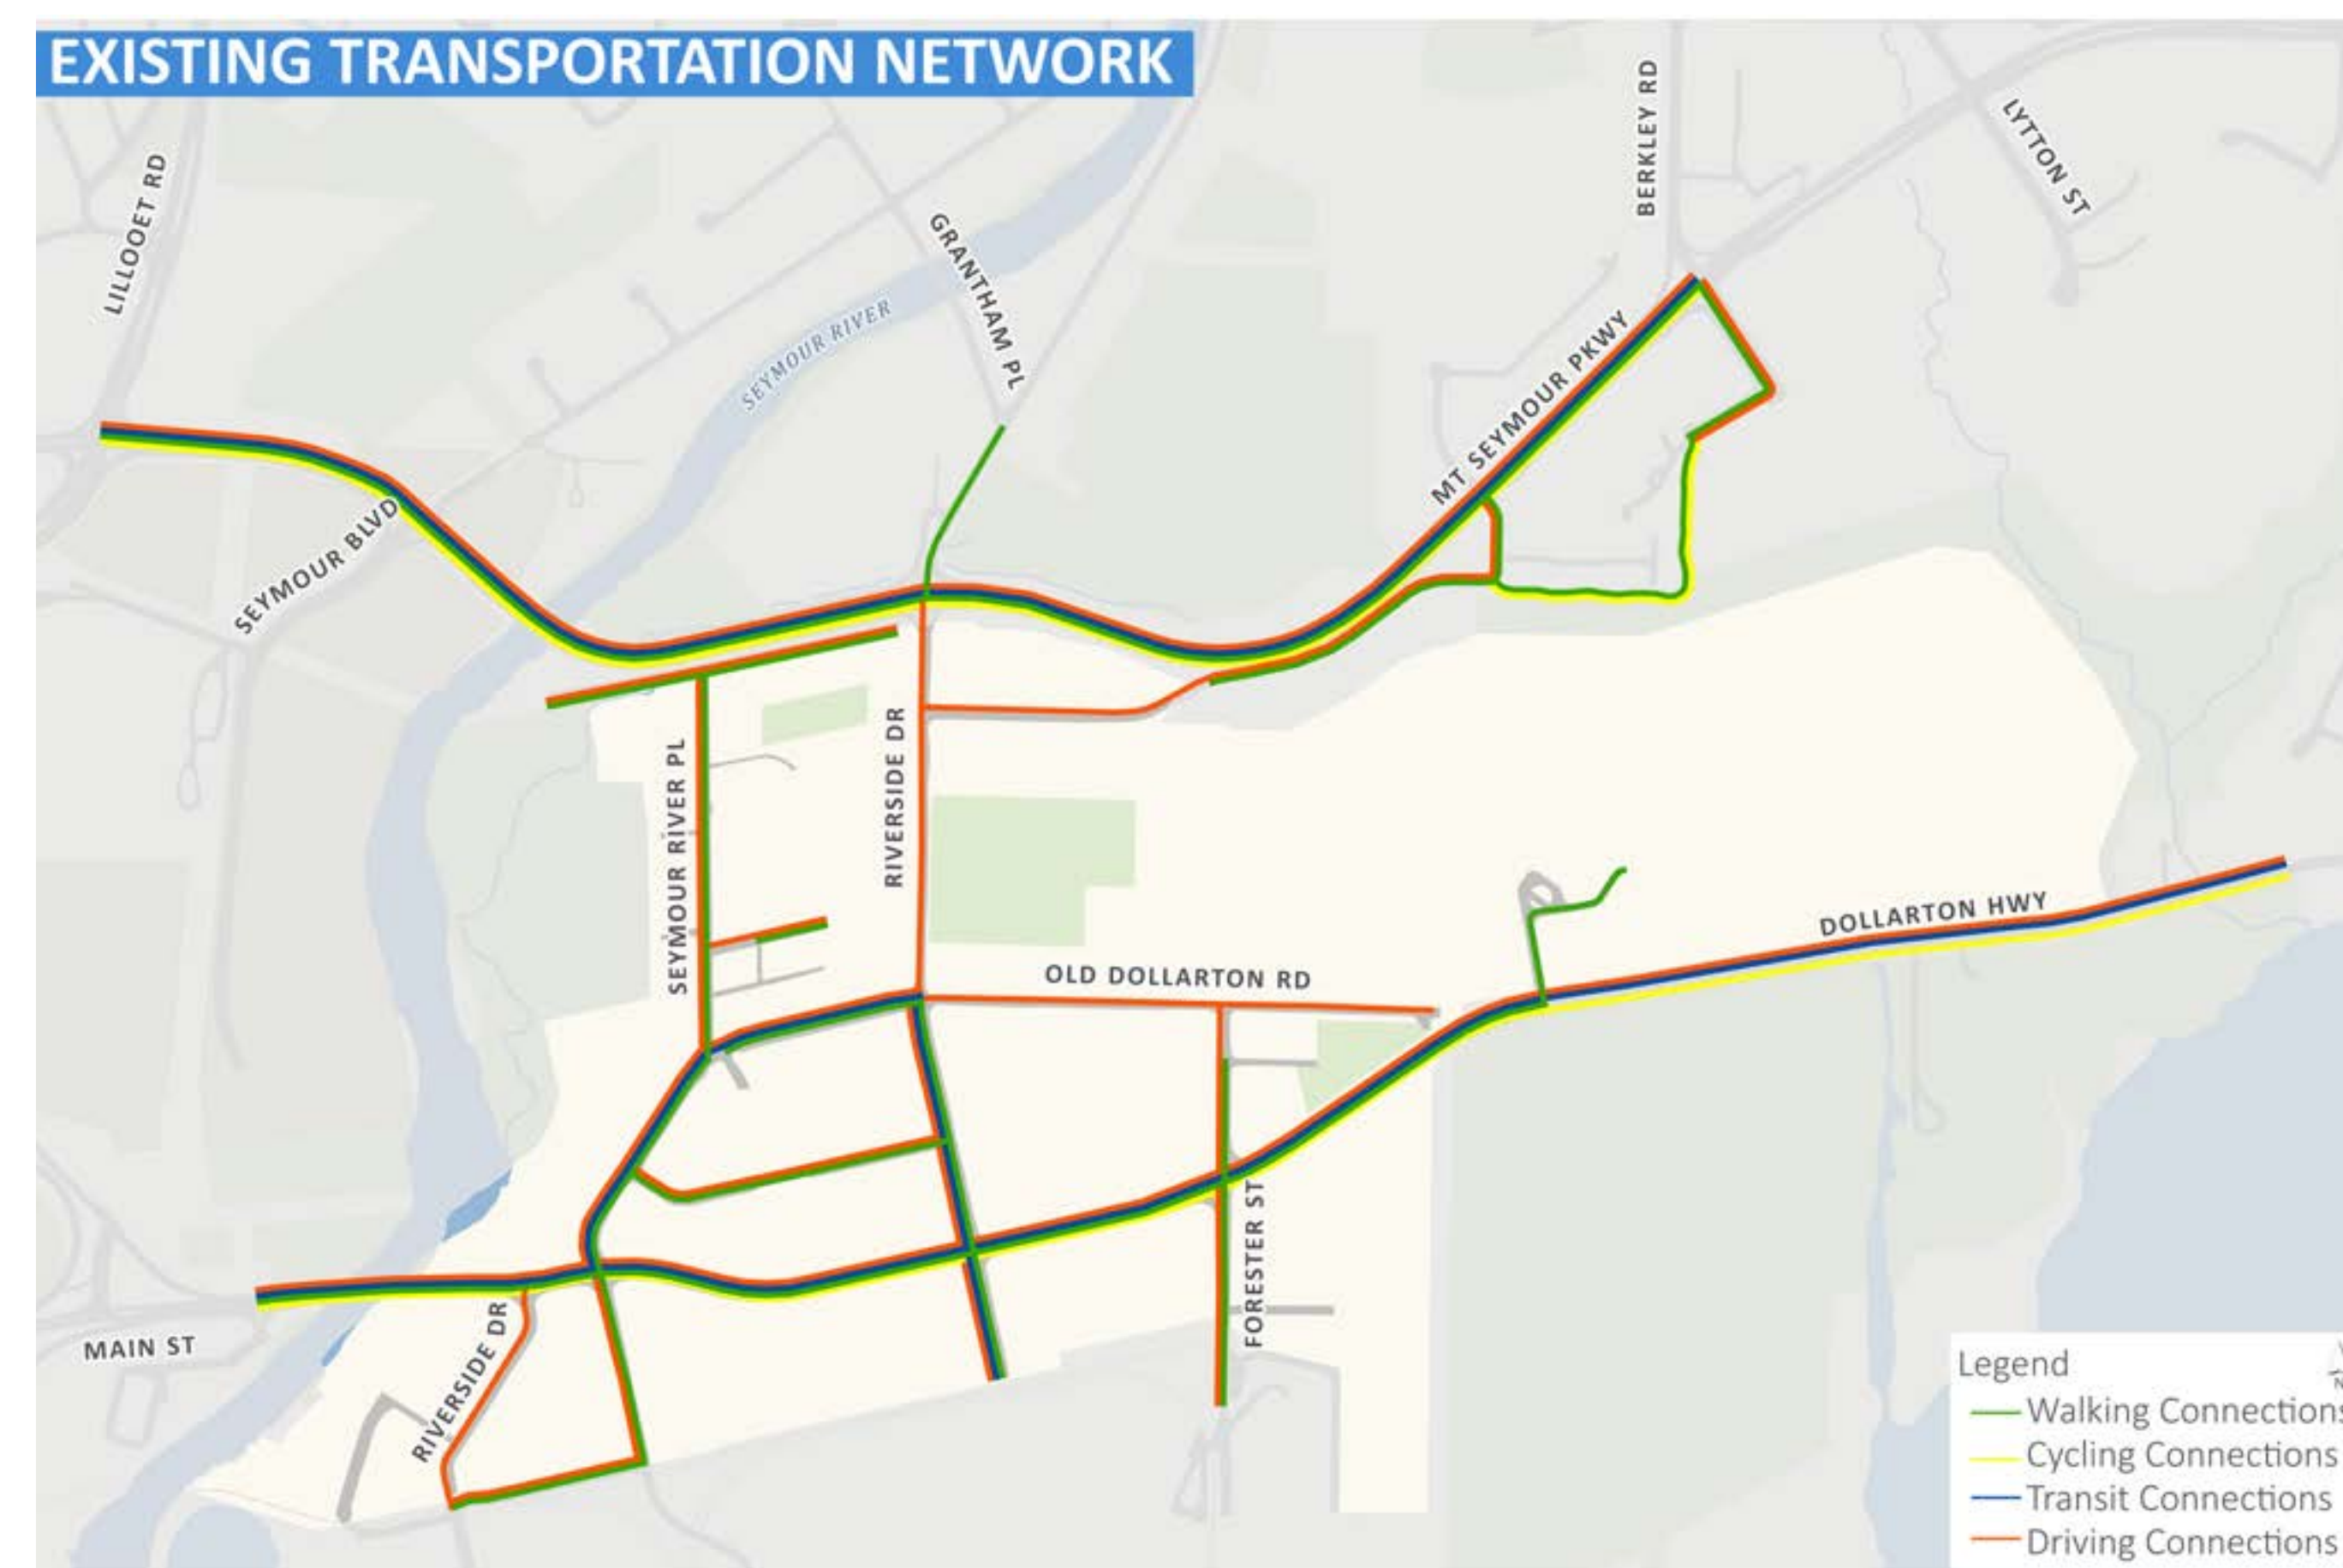 EXISTING TRANSPORTATION NETWORK
BERKLEY RD
LYTTON ST
LILLOOET RD
GRANTHAM PL
SEYMOUR RIVER
MT SEYMOUR PKWY
SEYMOUR BLVD
SEYMOUR RIVER PL
RIVERSIDE DR
DOLLARTON HWY
OLD DOLLARTON RD
FORESTER ST
RIVERSIDE DR
MAIN ST
Legend
N
Walking Connections
Cycling Connections
Transit Connections
Driving Connections